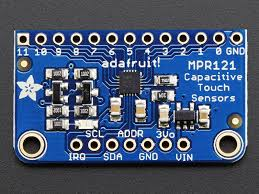 11 10 9 8 7 6 5 4 3 2 1 0 GND
adafruit!
MPR121
Capacitive
Touch
Sensors
SCL ADDR 3Vo
IRQ SDA GND VIN